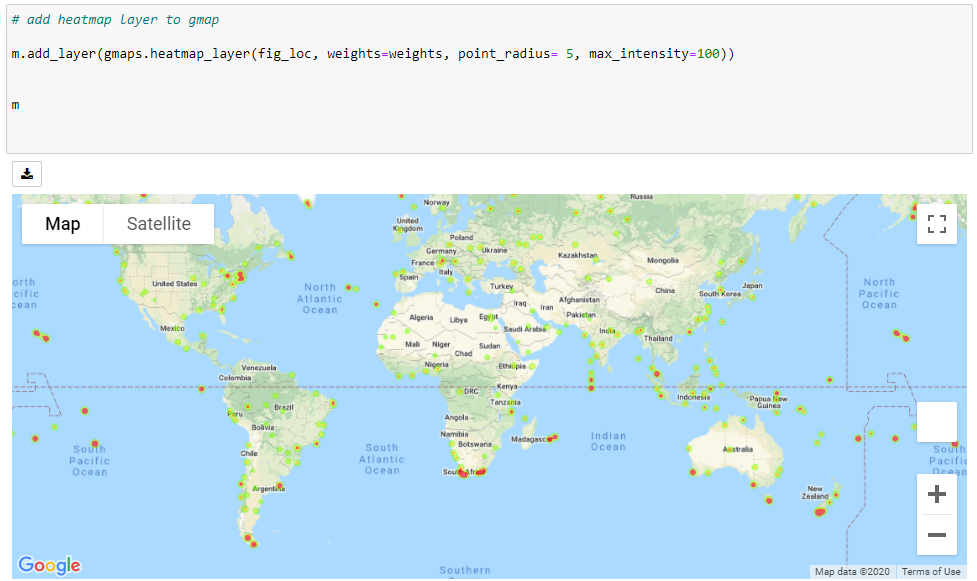 # add heatmap layer to gmap
m.add_layer(gmaps.heatmap_layer(fig_loc, weights=weights, point_radius= 5, max_intensity=100))
m
Map
Satellite
Russia
Norway
United
Kingdom
Poland
Germany
Ukraine
France
Kazakhstan
Mongolia
Italy
Spain
Turkey
China
South Korea
Japan
United States
orth
cific
cean
North
Atlantic
Ocean
North
Pacific
Ocean
Iraq
Iran
Afghanistan
Pakistan
Algeria
Libya
Egypt
Saudi Arabia
India
Mexico
Thailand
Mali
Niger
Chad
Sudan
Nigeria
Ethiopia
Venezuela
Colombia
DRC
Kenya
Indonesia
Papua New
Guinea
Tanzania
Peru
Brazil
Angola
Bolivia
Namibia
Botswana
Madagascar
Indian
Ocean
Chile
South
Pacific
Ocean
South
Atlantic
Ocean
South Africa
Australia
South
Pacific
Ocean
Argentina
New
Zealand
Southern
Google
Map data ©2020
Terms of Use